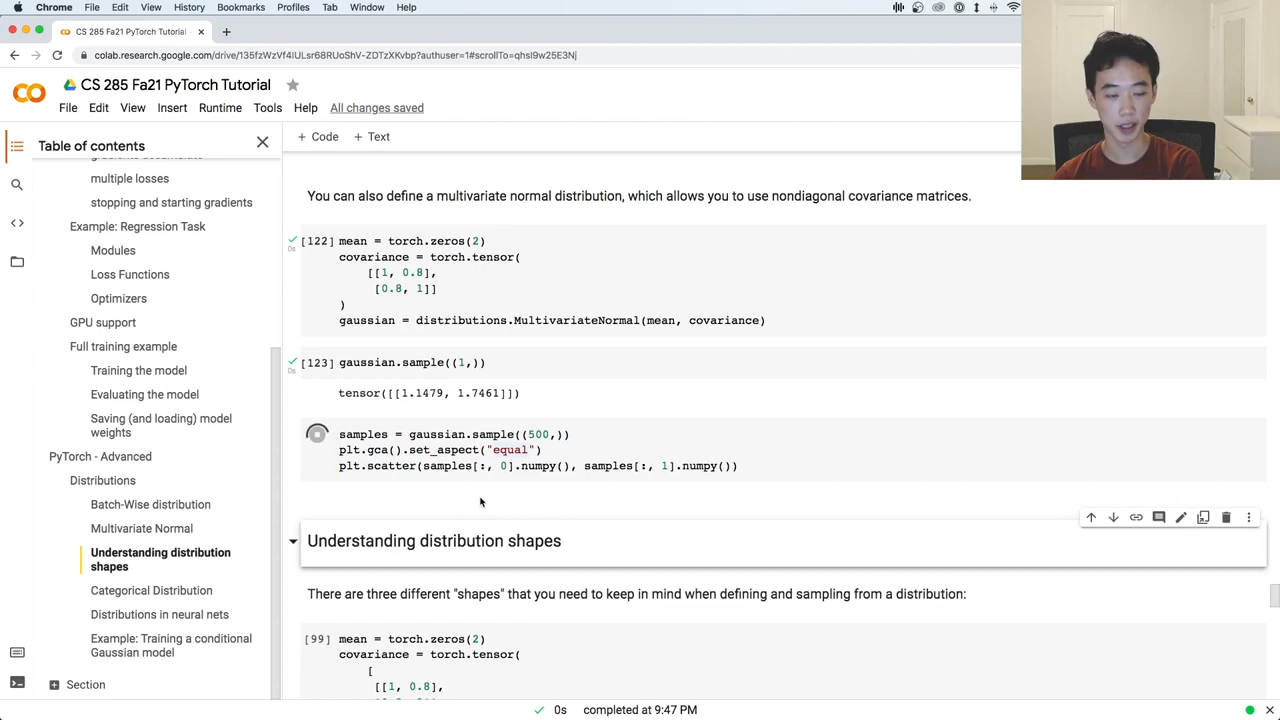 Chrome File Edit View History Bookmarks Profiles Tab Window Help
CS 285 Fa21 PyTorch Tutorial
colab.research.google.com/drive/135fzWzVf4lULsr68RUoShV-ZDTzXKvbp?authuser=1#scrollTo=qhsI9w25E3Nj
CS 285 Fa21 PyTorch Tutorial
File Edit View Insert Runtime Tools Help All changes saved
+ Code + Text
Table of contents
gradients accumulate
multiple losses
stopping and starting gradients
Example: Regression Task
Modules
Loss Functions
Optimizers
GPU support
Full training example
Training the model
Evaluating the model
Saving (and loading) model
weights
PyTorch - Advanced
Distributions
Batch-Wise distribution
Multivariate Normal
Understanding distribution
shapes
Categorical Distribution
Distributions in neural nets
Example: Training a conditional
Gaussian model
Section
You can also define a multivariate normal distribution, which allows you to use nondiagonal covariance matrices.
[122] mean = torch.zeros(2)
0s
covariance = torch.tensor(
[[1, 0.8],
[0.8, 1]]
)
gaussian = distributions.MultivariateNormal(mean, covariance)
[123] gaussian.sample((1,))
0s
tensor([[1.1479, 1.7461]])
samples = gaussian.sample((500,))
plt.gca().set_aspect("equal")
plt.scatter(samples[:, 0].numpy(), samples[:, 1].numpy())
Understanding distribution shapes
There are three different "shapes" that you need to keep in mind when defining and sampling from a distribution:
[99] mean = torch.zeros(2)
covariance = torch.tensor(
[
[[1, 0.8],
0s completed at 9:47 PM